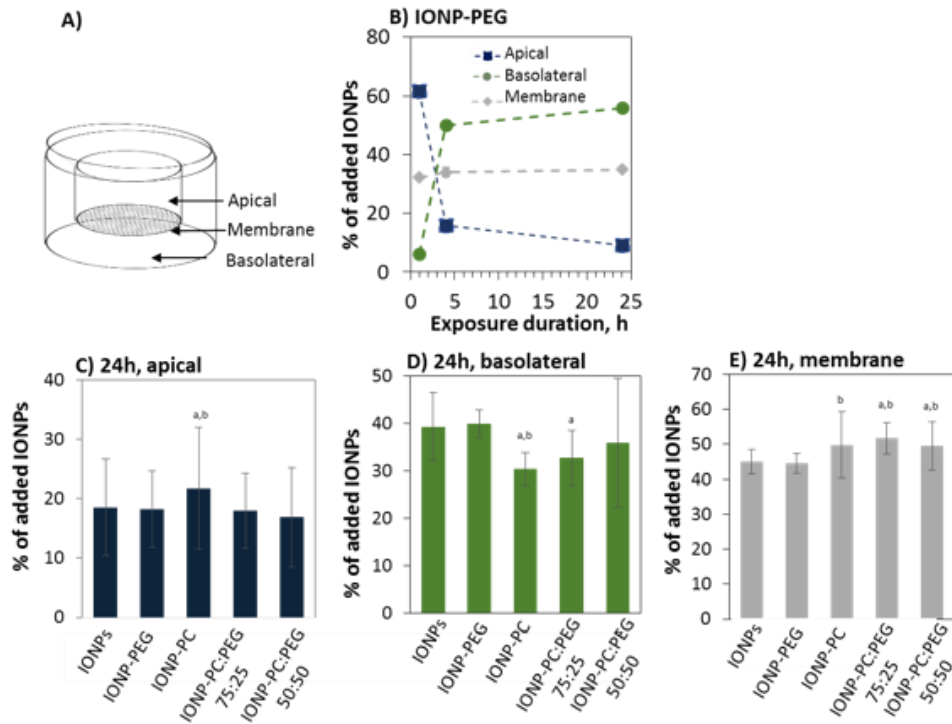 A)
Apical
Membrane
Basolateral
B) IONP-PEG
% of added IONPs
80
60
40
20
0
Apical
Basolateral
Membrane
0 5 10 15 20 25
Exposure duration, h
C) 24h, apical
% of added IONPs
40
30
20
10
0
a,b
IONPs
IONP-PEG
IONP-PC
IONP-PC:PEG
75:25
IONP-PC:PEG
50:50
D) 24h, basolateral
% of added IONPs
50
40
30
20
10
0
a,b
a
IONPs
IONP-PEG
IONP-PC
IONP-PC:PEG
75:25
IONP-PC:PEG
50:50
E) 24h, membrane
% of added IONPs
70
60
50
40
30
20
10
0
b
a,b
a,b
IONPs
IONP-PEG
IONP-PC
IONP-PC:PEG
75:25
IONP-PC:PEG
50:50